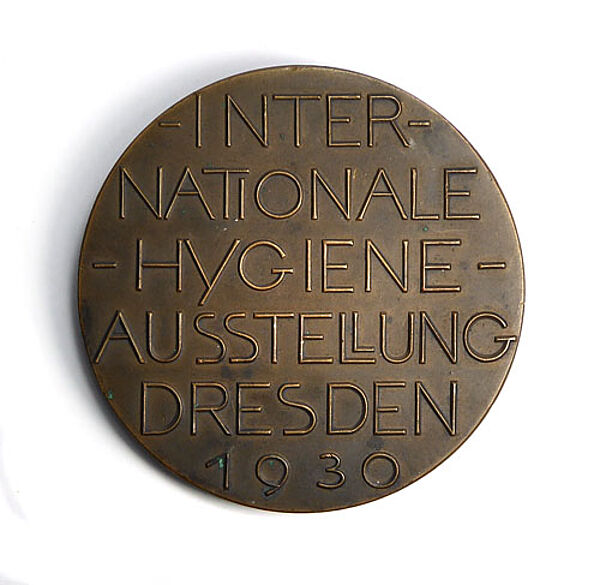 -INTER-
NATIONALE
-HYGIENE-
AUSSTELLUNG
DRESDEN
1930